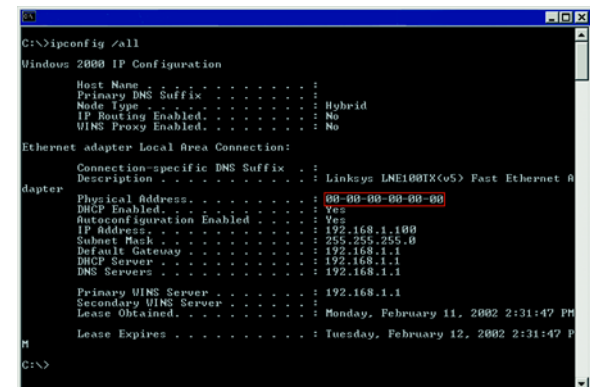 C:\>ipconfig /all
Windows 2000 IP Configuration
Host Name . . . . . . . . . . . . :
Primary DNS Suffix . . . . . . . :
Node Type . . . . . . . . . . . . : Hybrid
IP Routing Enabled. . . . . . . . : No
WINS Proxy Enabled. . . . . . . . : No
Ethernet adapter Local Area Connection:
Connection-specific DNS Suffix . :
Description . . . . . . . . . . . : Linksys LNE100TX(v5) Fast Ethernet A
dapter
Physical Address. . . . . . . . . : 00-00-00-00-00-00
DHCP Enabled. . . . . . . . . . . : Yes
Autoconfiguration Enabled . . . . : Yes
IP Address. . . . . . . . . . . . : 192.168.1.100
Subnet Mask . . . . . . . . . . . : 255.255.255.0
Default Gateway . . . . . . . . . : 192.168.1.1
DHCP Server . . . . . . . . . . . : 192.168.1.1
DNS Servers . . . . . . . . . . . : 192.168.1.1
Primary WINS Server . . . . . . . : 192.168.1.1
Secondary WINS Server . . . . . . :
Lease Obtained. . . . . . . . . . : Monday, February 11, 2002 2:31:47 PM
Lease Expires . . . . . . . . . . : Tuesday, February 12, 2002 2:31:47 P
M
C:\>